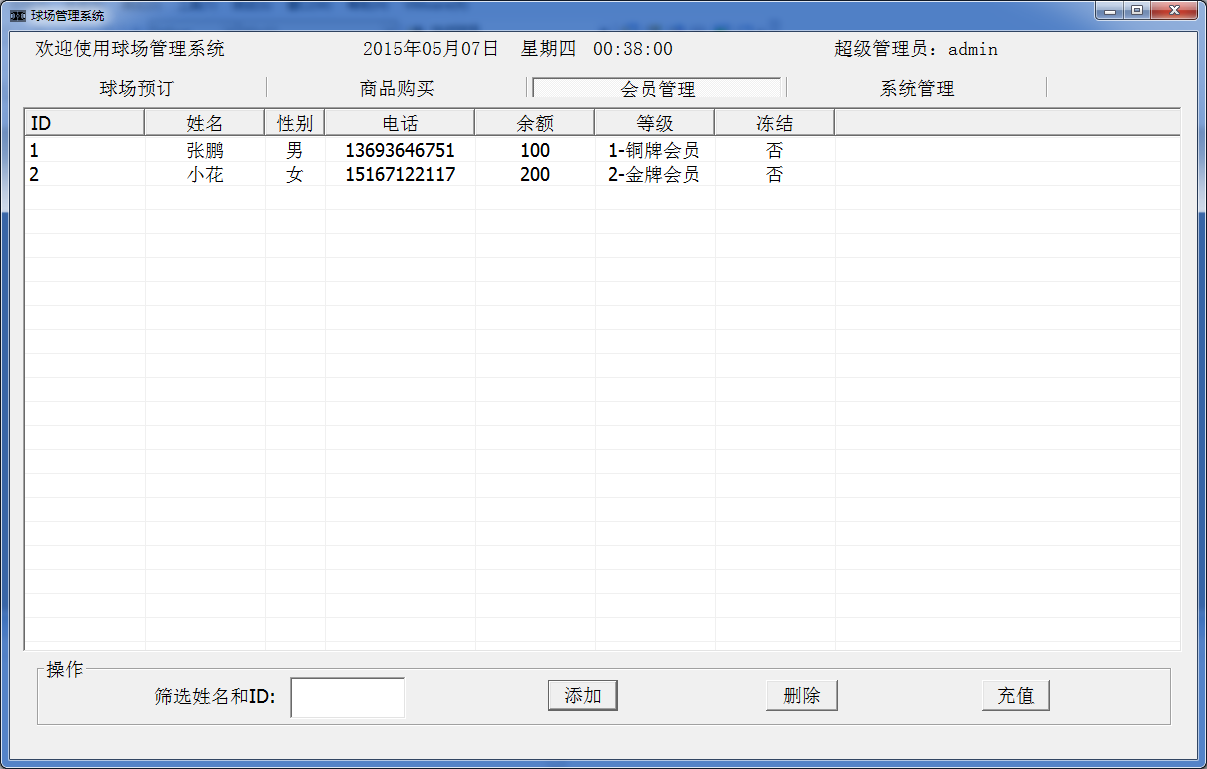 球场管理系统
欢迎使用球场管理系统 2015年05月07日 星期四 00:38:00 超级管理员：admin
球场预订 商品购买 会员管理 系统管理
ID 姓名 性别 电话 余额 等级 冻结
1 张鹏 男 13693646751 100 1-铜牌会员 否
2 小花 女 15167122117 200 2-金牌会员 否
操作
筛选姓名和ID: 添加 删除 充值